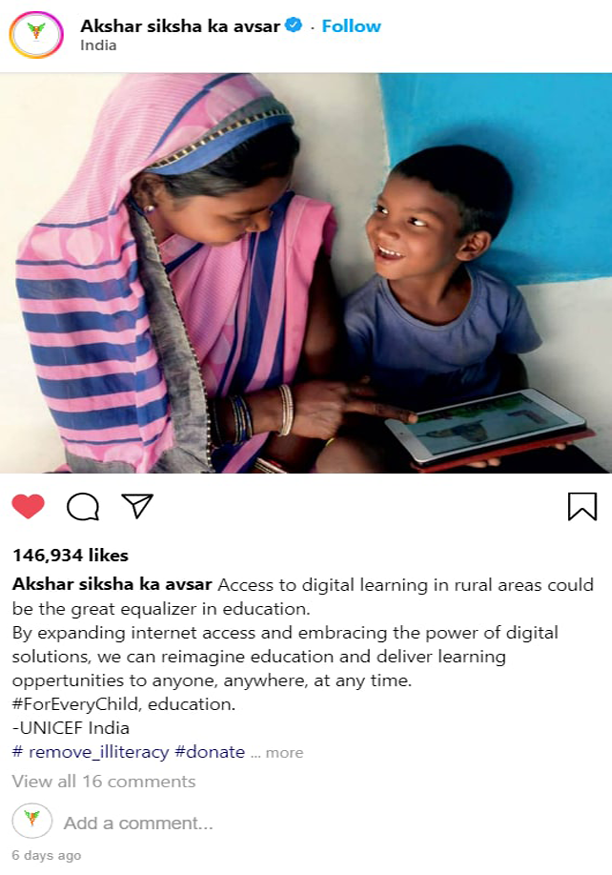 Akshar siksha ka avsar · Follow
India
146,934 likes
Akshar siksha ka avsar Access to digital learning in rural areas could
be the great equalizer in education.
By expanding internet access and embracing the power of digital
solutions, we can reimagine education and deliver learning
oppertunities to anyone, anywhere, at any time.
#ForEveryChild, education.
-UNICEF India
# remove_illiteracy #donate ... more
View all 16 comments
Add a comment...
6 days ago